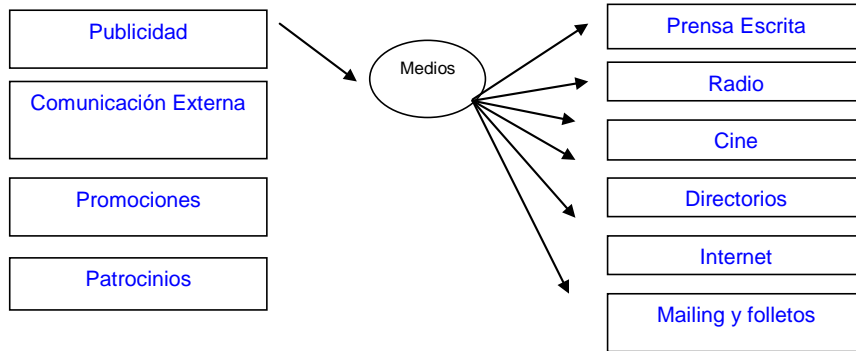 Publicidad
Comunicación Externa
Promociones
Patrocinios
Medios
Prensa Escrita
Radio
Cine
Directorios
Internet
Mailing y folletos